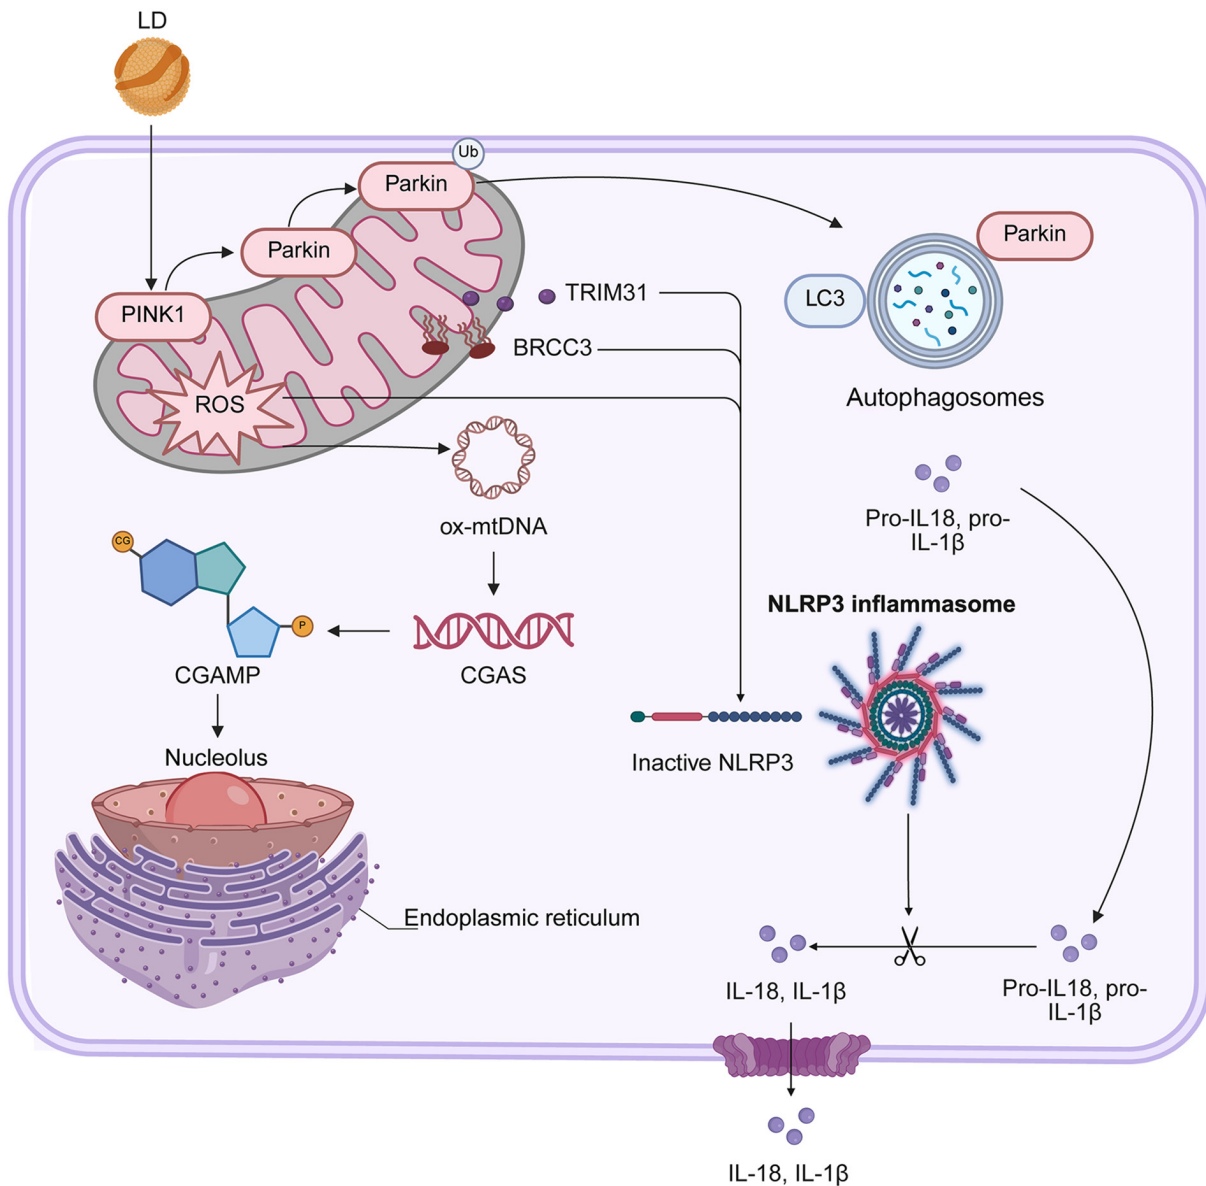 LD
Ub
Parkin
Parkin
Parkin
PINK1
TRIM31
LC3
BRCC3
ROS
Autophagosomes
ox-mtDNA
Pro-IL18, pro-
IL-1β
CG
NLRP3 inflammasome
P
CGAMP
CGAS
Nucleolus
Inactive NLRP3
Endoplasmic reticulum
IL-18, IL-1β
Pro-IL18, pro-
IL-1β
IL-18, IL-1β